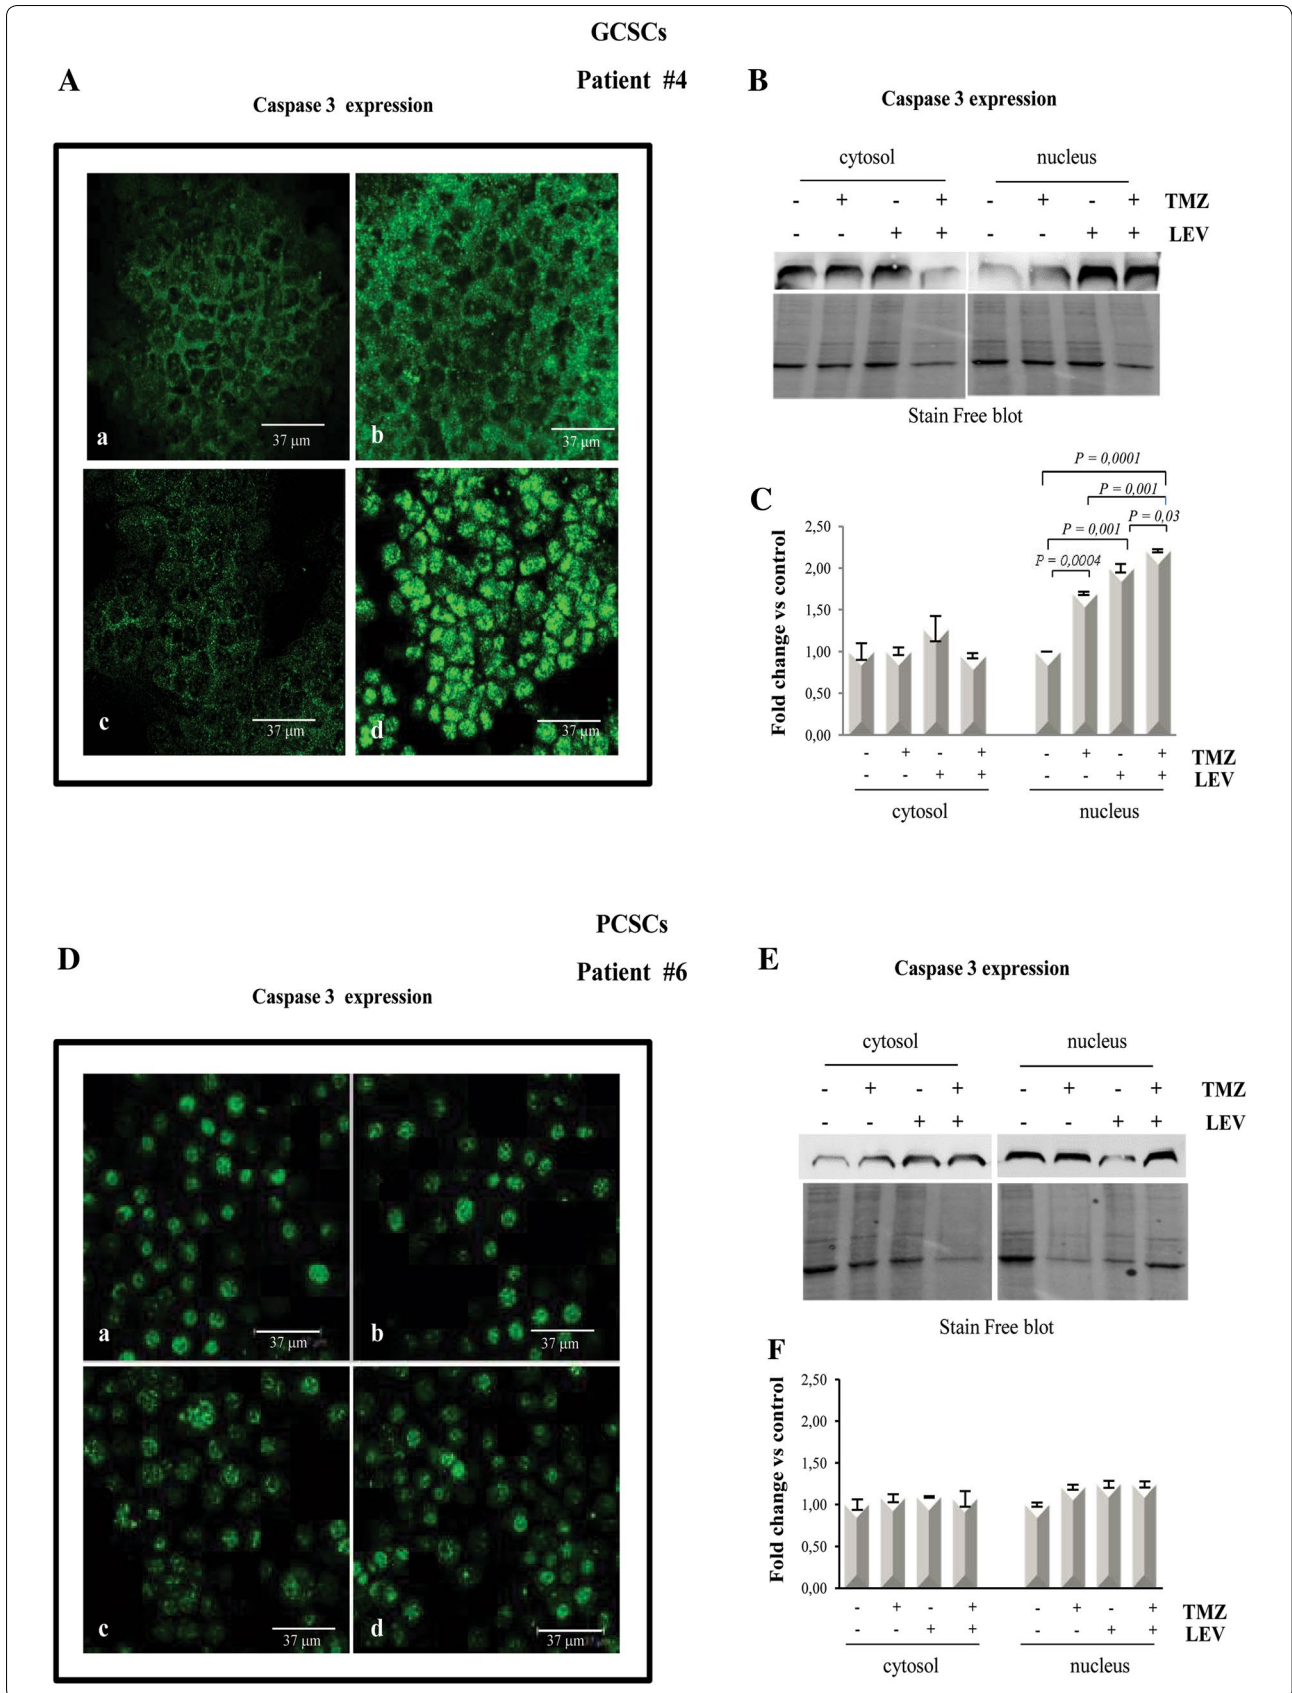 GCSCs
Patient #4
A
Caspase 3 expression
a
37 µm
b
37 µm
c
37 µm
d
37 µm
B
Caspase 3 expression
cytosol nucleus
- + - + - + - + TMZ
- - + + - - + + LEV
Stain Free blot
C
P = 0,0001
P = 0,001
P = 0,03
P = 0,001
P = 0,0004
Fold change vs control
2,50
2,00
1,50
1,00
0,50
0,00
- + - + - + - + TMZ
- - + + - - + + LEV
cytosol nucleus
PCSCs
Patient #6
D
Caspase 3 expression
a
37 µm
b
37 µm
c
37 µm
d
37 µm
E
Caspase 3 expression
cytosol nucleus
- + - + - + - + TMZ
- - + + - - + + LEV
Stain Free blot
F
Fold change vs control
2,50
2,00
1,50
1,00
0,50
0,00
- + - + - + - + TMZ
- - + + - - + + LEV
cytosol nucleus